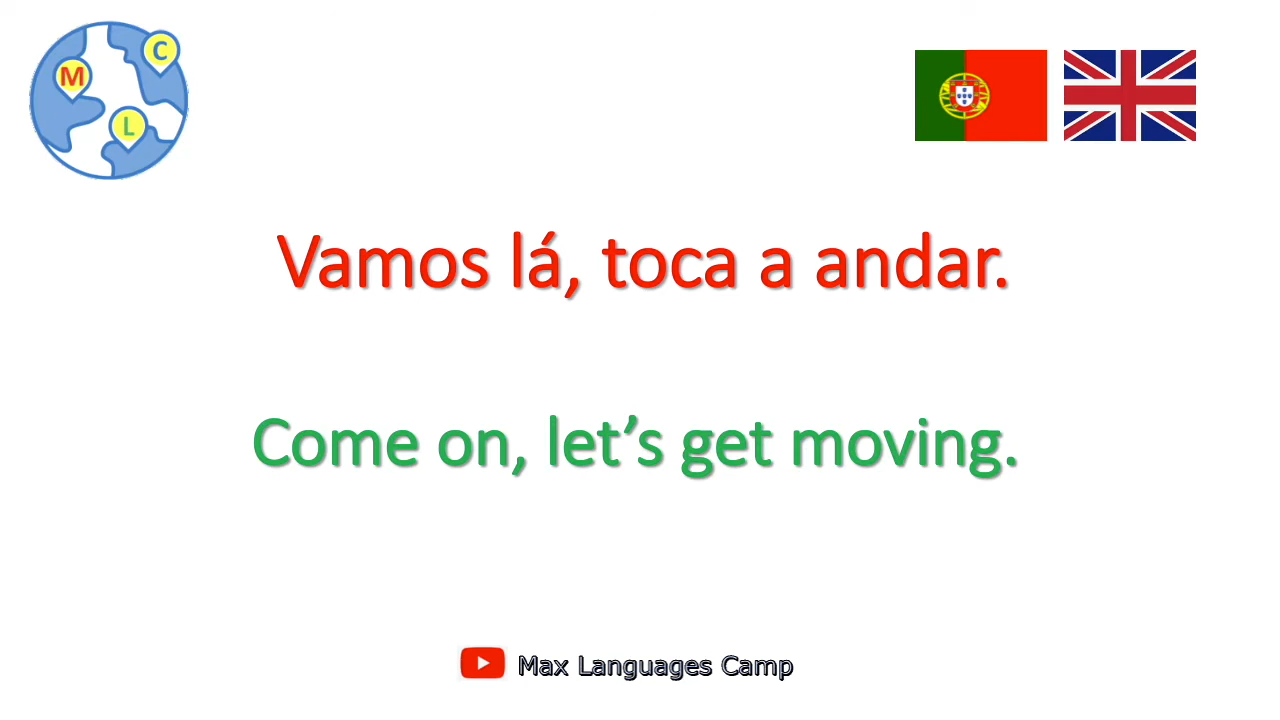 M
C
L
Vamos lá, toca a andar.
Come on, let’s get moving.
Max Languages Camp